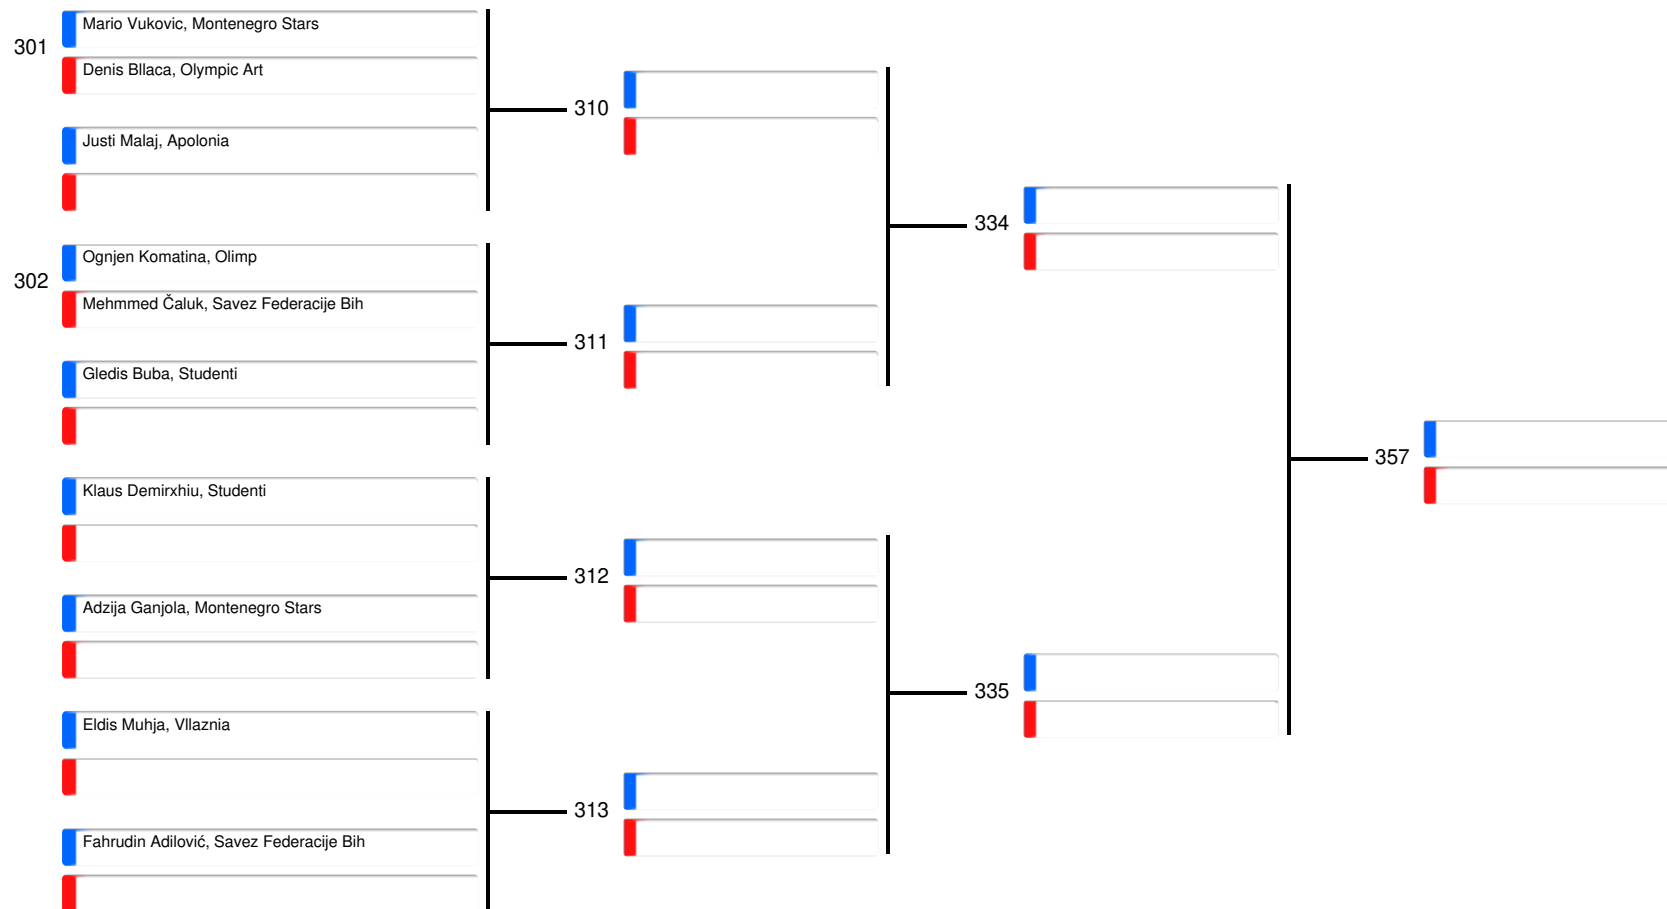 301
Mario Vukovic, Montenegro Stars
Denis Bllaca, Olympic Art
Justi Malaj, Apolonia
302
Ognjen Komatina, Olimp
Mehmmed Čaluk, Savez Federacije Bih
Gledis Buba, Studenti
Klaus Demirxhiu, Studenti
Adzija Ganjola, Montenegro Stars
Eldis Muhja, Vllaznia
Fahrudin Adilović, Savez Federacije Bih
310
311
312
313
334
335
357